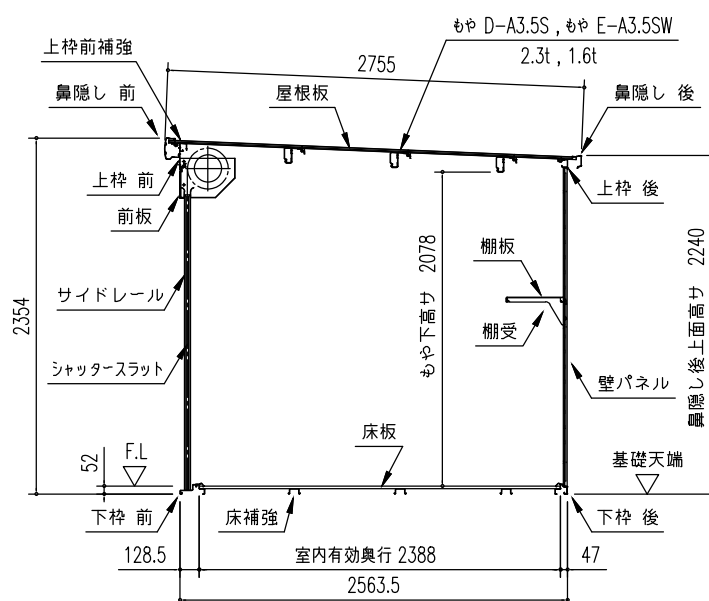 もや D-A3.5S , もや E-A3.5SW
2.3t , 1.6t
上枠前補強
2755
鼻隠し 前
屋根板
鼻隠し 後
上枠 前
上枠 後
前板
2354
サイドレール
もや下高サ 2078
棚板
棚受
鼻隠し後上面高サ 2240
シャッタースラット
壁パネル
52
F.L
床板
基礎天端
下枠 前
床補強
下枠 後
128.5
室内有効奥行 2388
47
2563.5